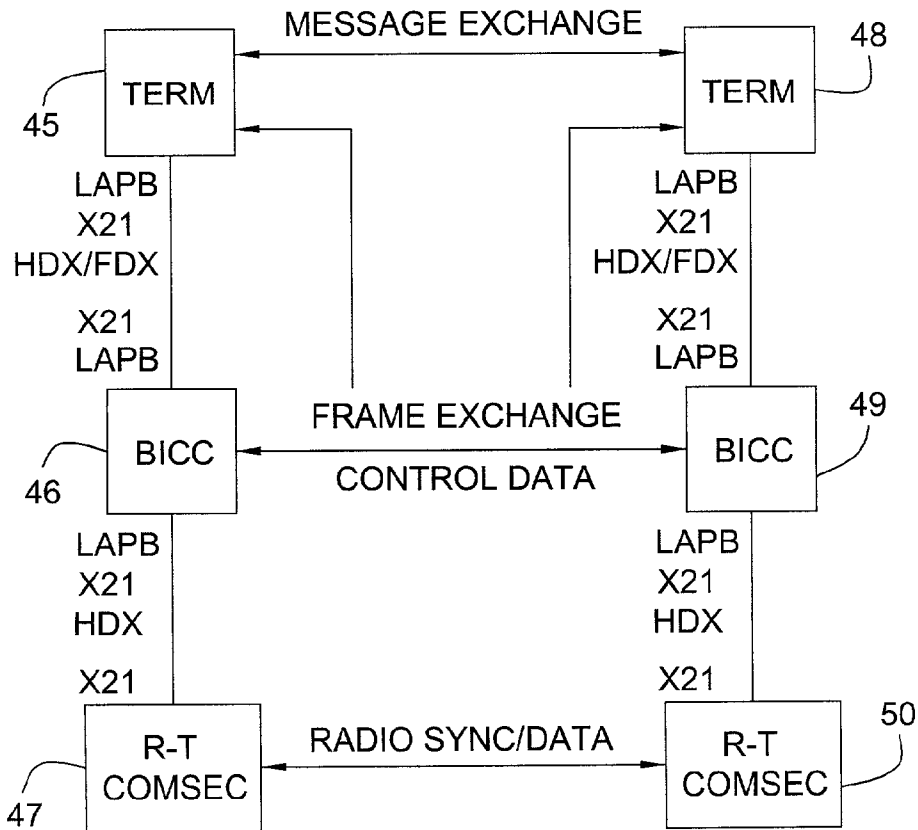 MESSAGE EXCHANGE
48
45
TERM
TERM
LAPB
X21
HDX/FDX
X21
LAPB
LAPB
X21
HDX/FDX
X21
LAPB
FRAME EXCHANGE
49
46
BICC
BICC
CONTROL DATA
LAPB
X21
HDX
X21
LAPB
X21
HDX
X21
50
47
R-T
COMSEC
RADIO SYNC/DATA
R-T
COMSEC